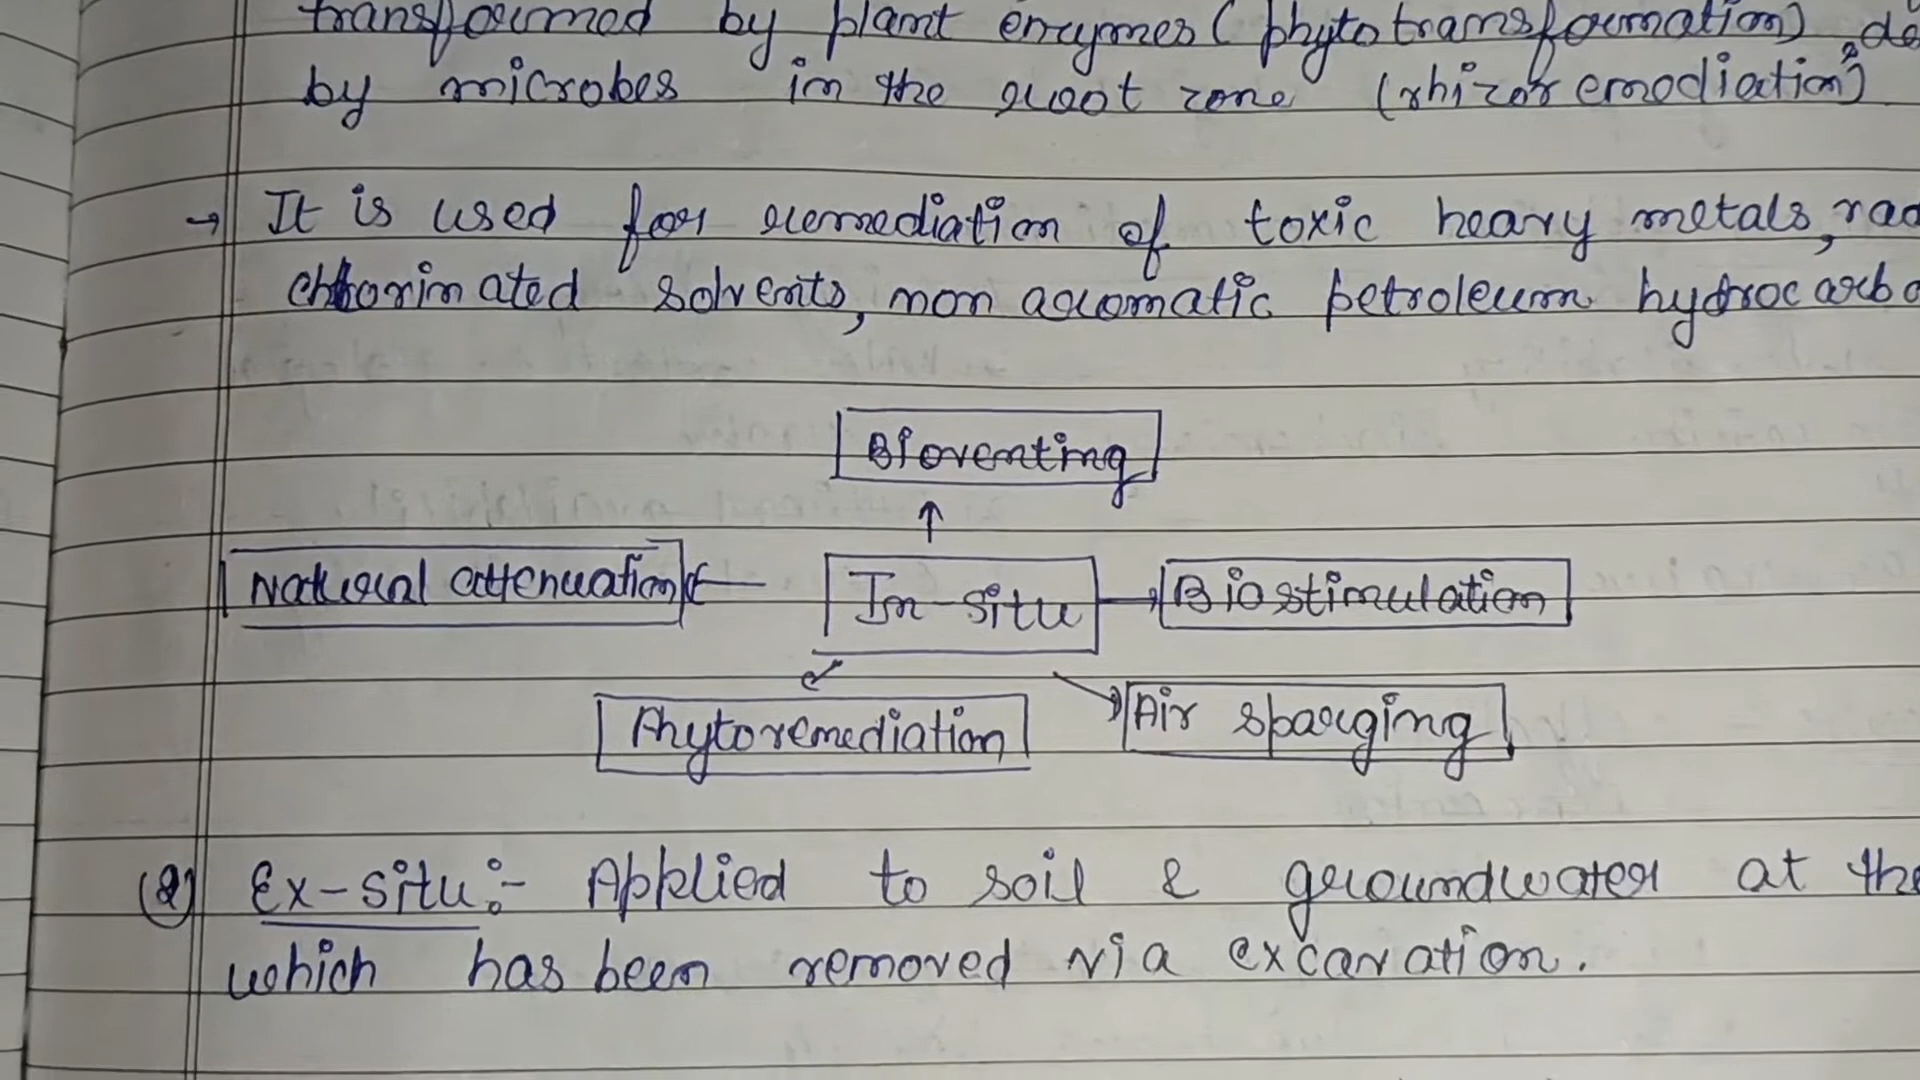 transformed by plant enzymes (phytotransformation) de
by microbes in the root zone (rhizoremediation)
→ It is used for remediation of toxic heavy metals, rad
chlorinated solvents, non aromatic petroleum hydrocarbo
Bioventing
Natural attenuation ← In-situ → Biostimulation
Phytoremediation Air sparging
(2) Ex-situ:- Applied to soil & groundwater at the
which has been removed via excavation.